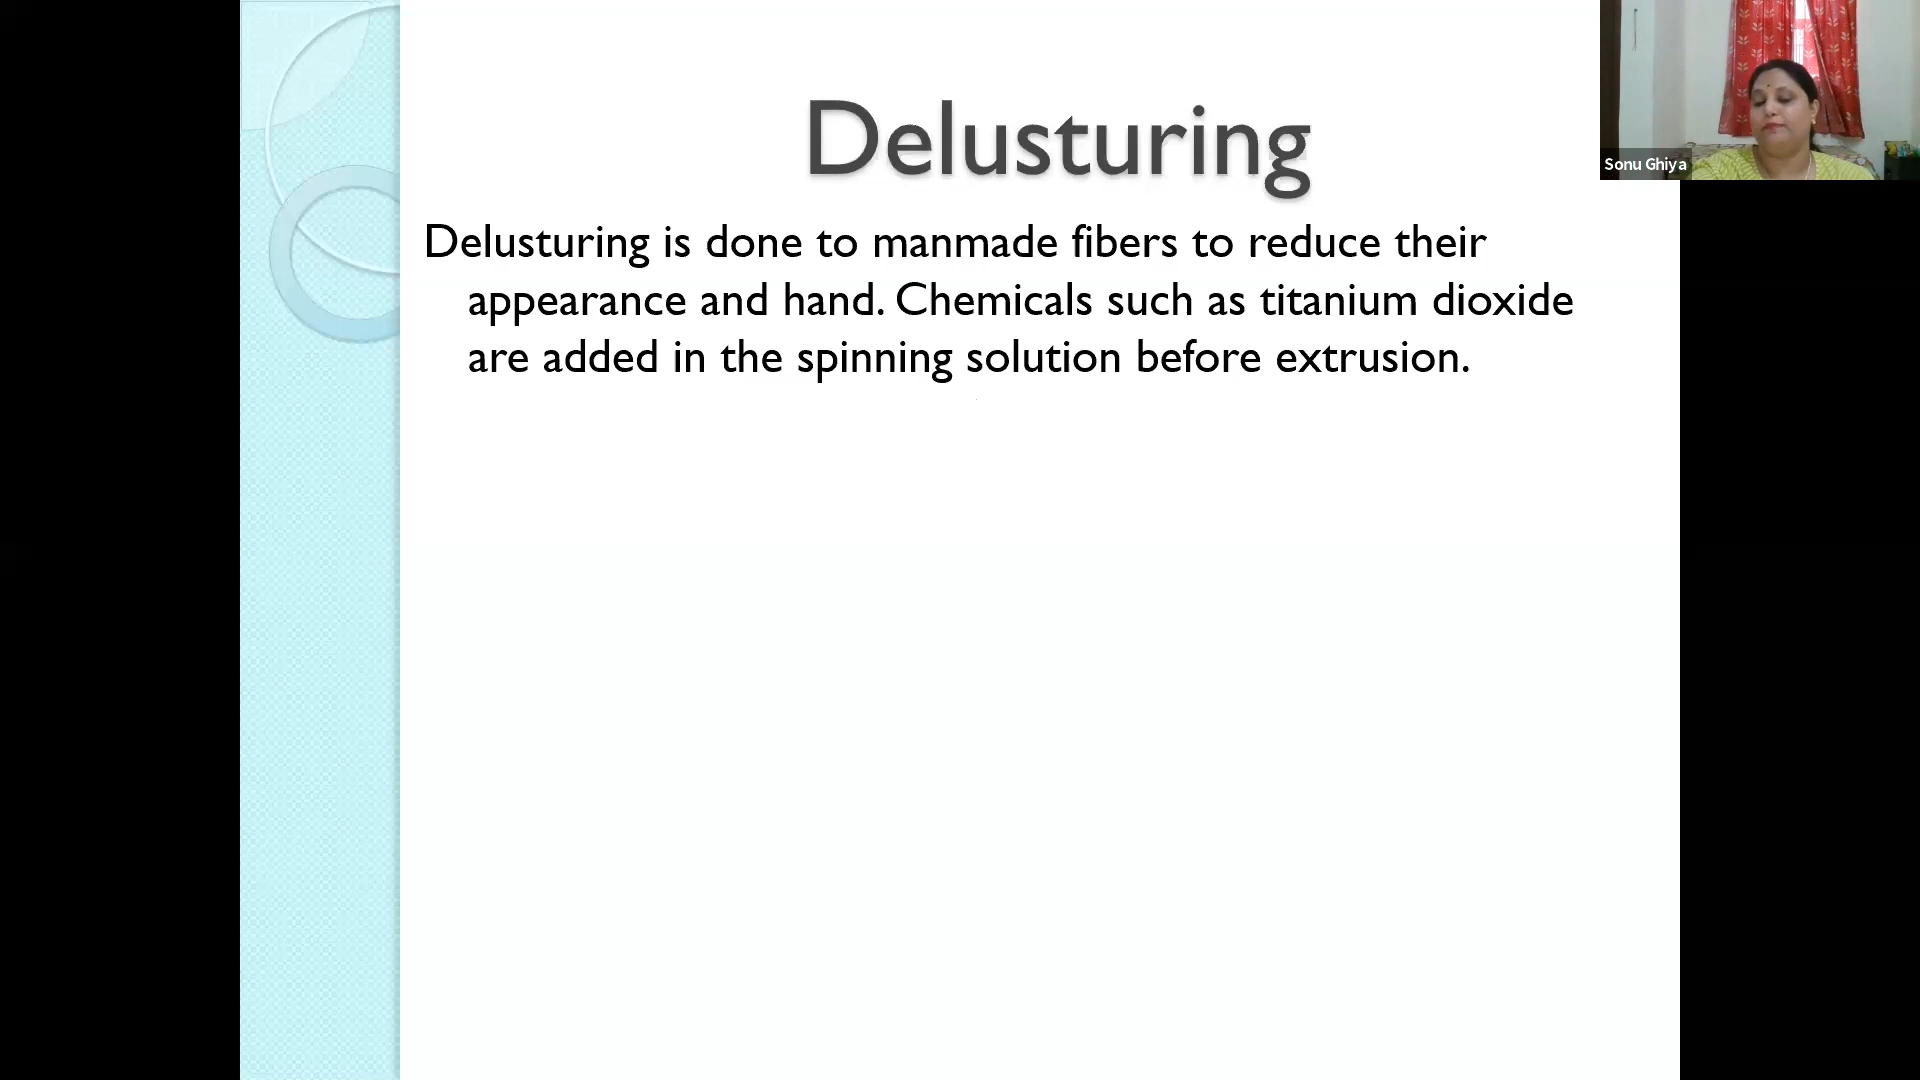 Delusturing
Delusturing is done to manmade fibers to reduce their
appearance and hand. Chemicals such as titanium dioxide
are added in the spinning solution before extrusion.
Sonu Ghiya